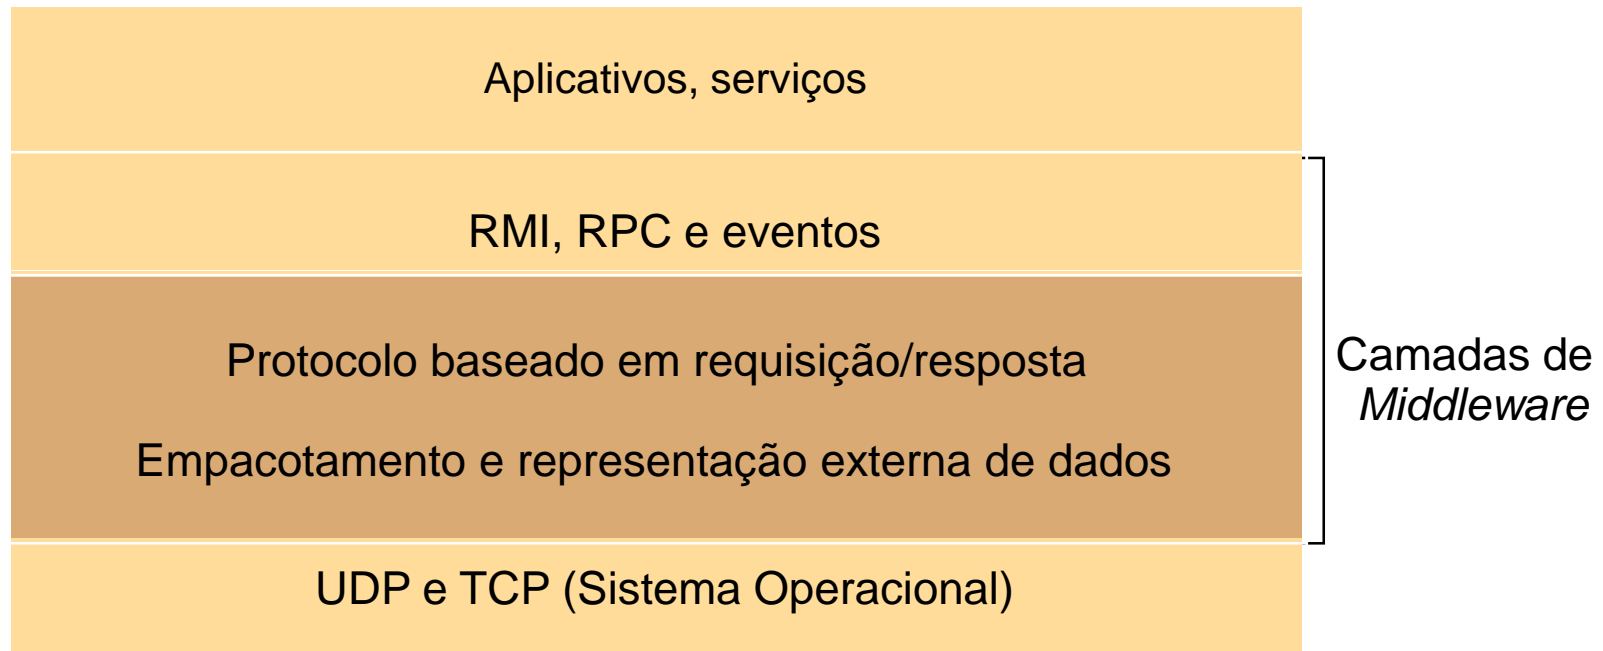 Aplicativos, serviços
RMI, RPC e eventos
Protocolo baseado em requisição/resposta
Empacotamento e representação externa de dados
UDP e TCP (Sistema Operacional)
Camadas de
Middleware